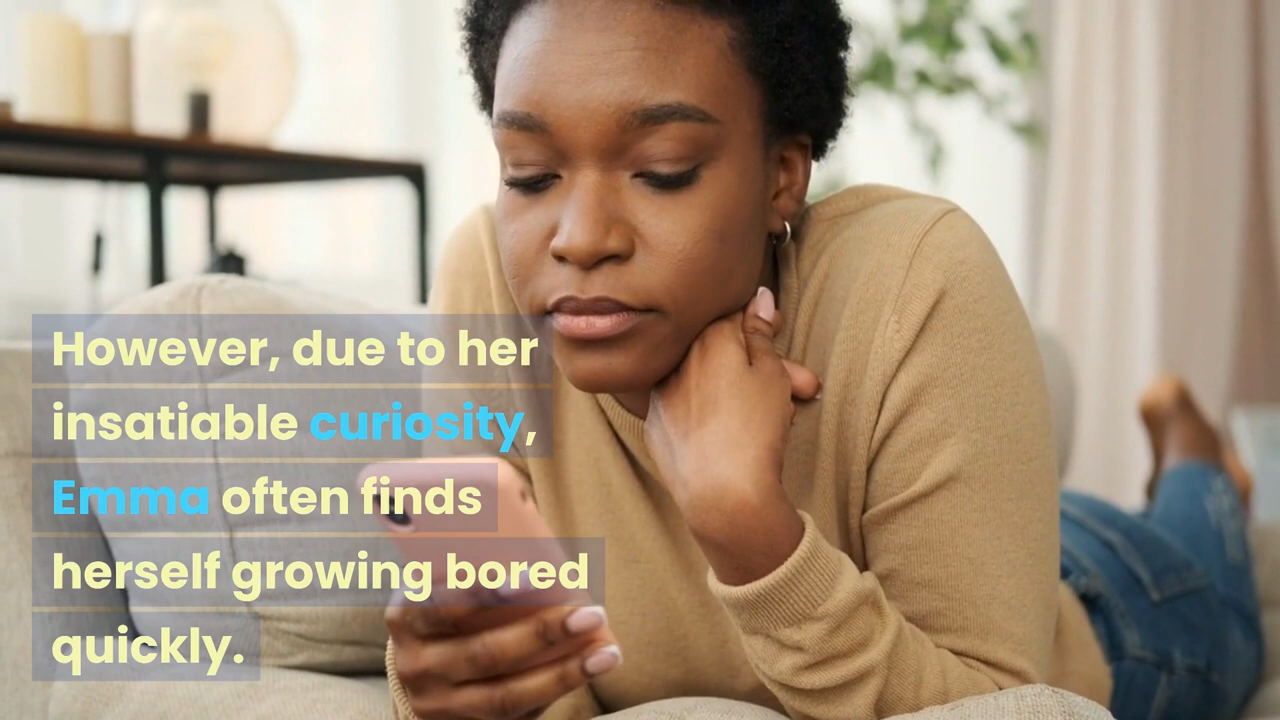 However, due to her
insatiable curiosity,
Emma often finds
herself growing bored
quickly.